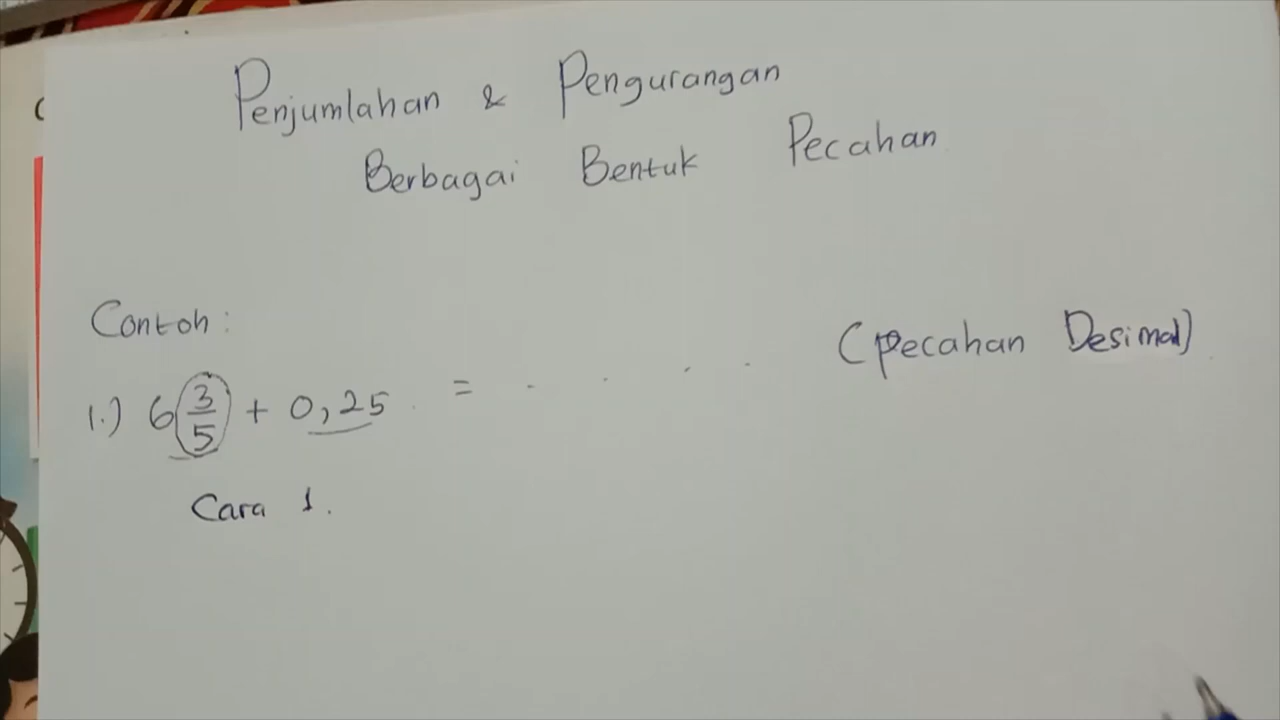 Penjumlahan & Pengurangan
Berbagai Bentuk Pecahan
Contoh:
(pecahan Desimal)
1.) 6 3/5 + 0,25 = . . . .
Cara 1.